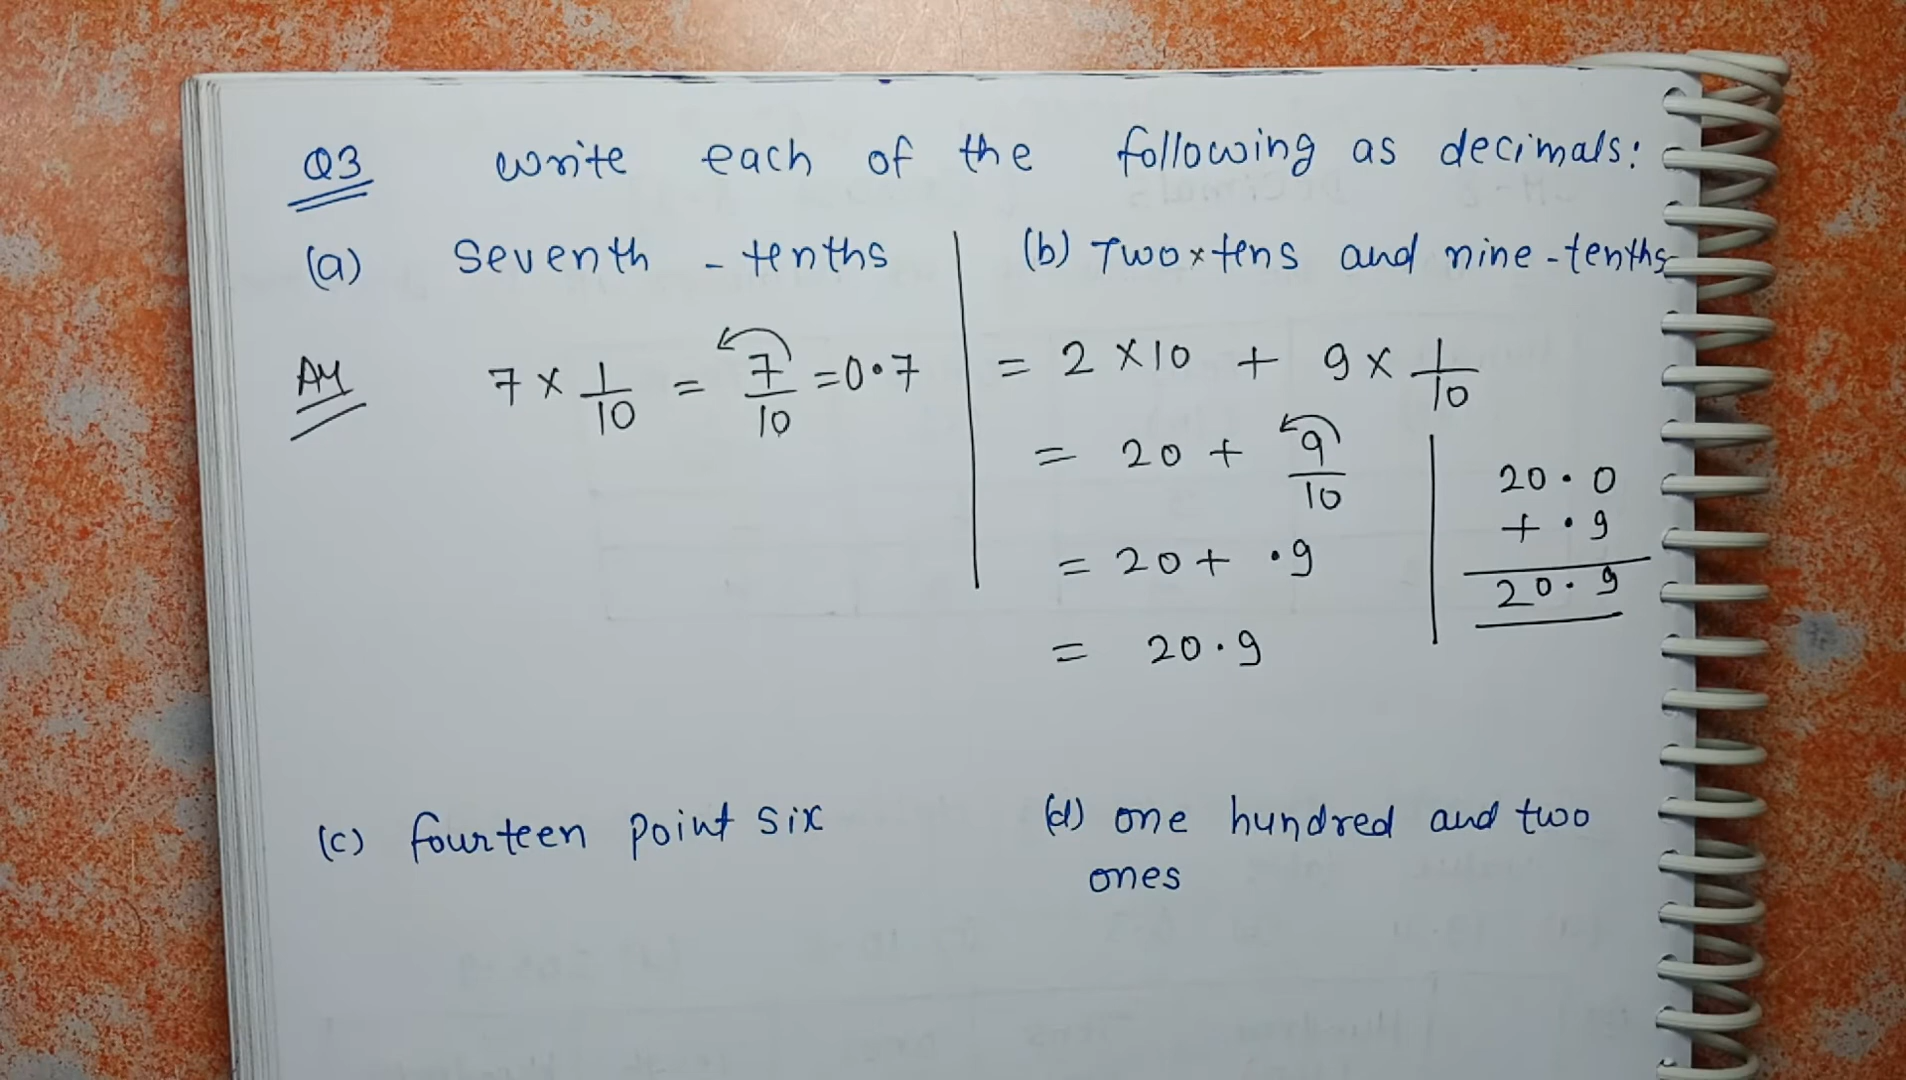 Q3 write each of the following as decimals:
(a) Seventh - tenths
Ay
7 × 1/10 = 7/10 = 0.7
(b) Two × tens and nine - tenths
= 2 × 10 + 9 × 1/10
= 20 + 9/10
= 20 + .9
= 20.9
20.0
+ .9
20.9
(c) fourteen point six
(d) one hundred and two
ones